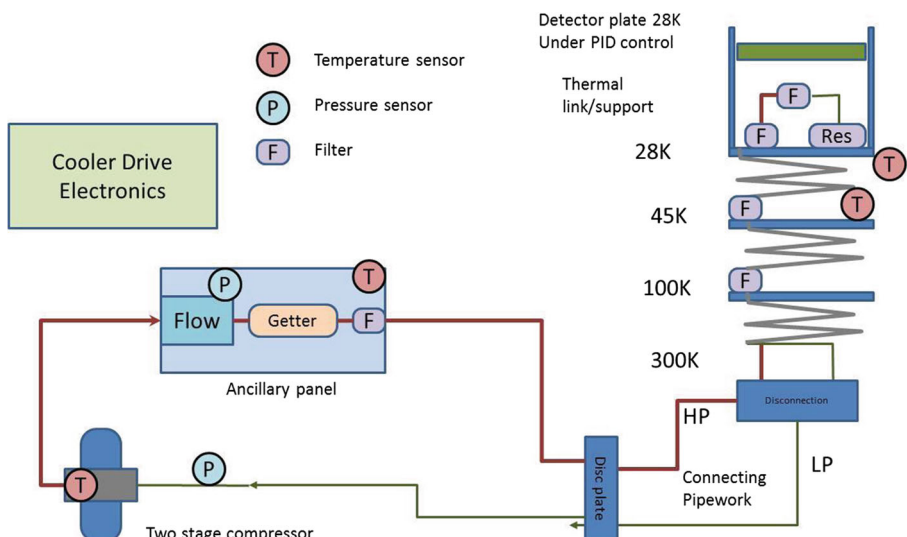 Detector plate 28K
Under PID control
T
Temperature sensor
P
Pressure sensor
F
Filter
Thermal
link/support
F
F
Res
Cooler Drive
Electronics
28K
T
45K
F
T
100K
F
300K
P
T
Flow
Getter
F
Ancillary panel
Disconnection
HP
LP
T
P
Disc plate
Connecting
Pipework
Two stage compressor